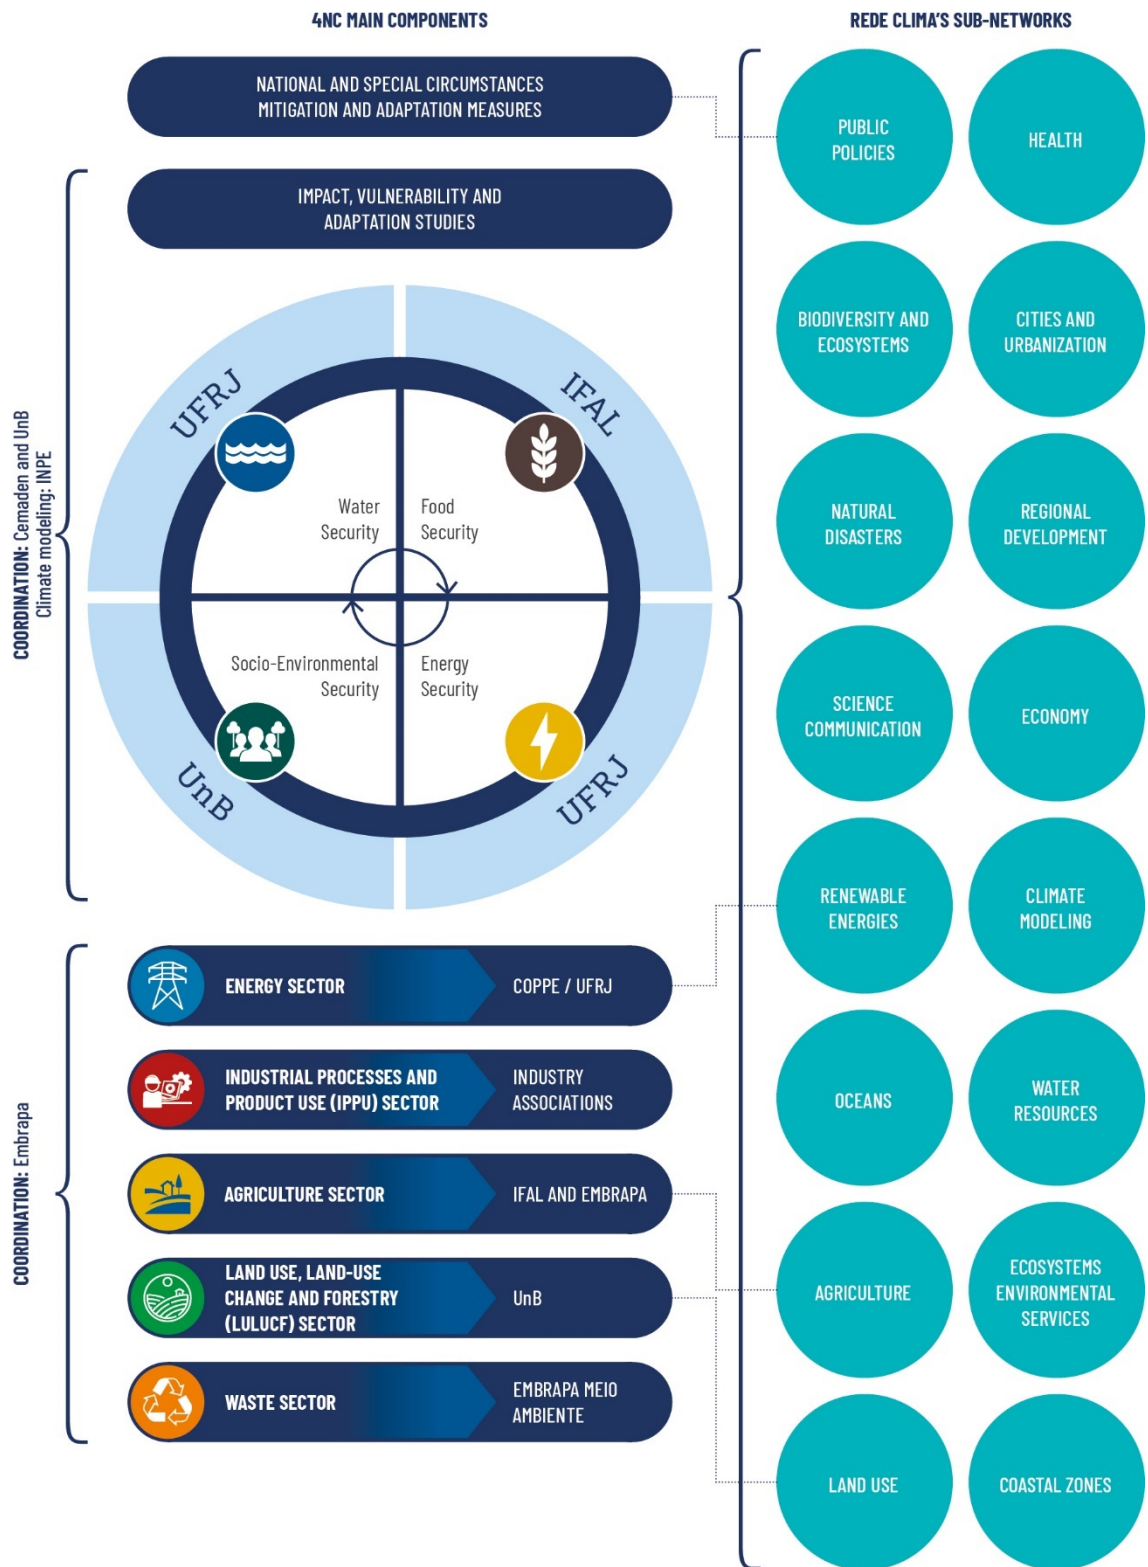 4NC MAIN COMPONENTS
REDE CLIMA'S SUB-NETWORKS
NATIONAL AND SPECIAL CIRCUMSTANCES
MITIGATION AND ADAPTATION MEASURES
IMPACT, VULNERABILITY AND
ADAPTATION STUDIES
COORDINATION: Cemaden and UnB
Climate modeling: INPE
UFRJ
IFAL
Water
Security
Food
Security
Socio-Environmental
Security
Energy
Security
UnB
UFRJ
COORDINATION: Embrapa
ENERGY SECTOR
COPPE / UFRJ
INDUSTRIAL PROCESSES AND
PRODUCT USE (IPPU) SECTOR
INDUSTRY
ASSOCIATIONS
AGRICULTURE SECTOR
IFAL AND EMBRAPA
LAND USE, LAND-USE
CHANGE AND FORESTRY
(LULUCF) SECTOR
UnB
WASTE SECTOR
EMBRAPA MEIO
AMBIENTE
PUBLIC
POLICIES
HEALTH
BIODIVERSITY AND
ECOSYSTEMS
CITIES AND
URBANIZATION
NATURAL
DISASTERS
REGIONAL
DEVELOPMENT
SCIENCE
COMMUNICATION
ECONOMY
RENEWABLE
ENERGIES
CLIMATE
MODELING
OCEANS
WATER
RESOURCES
AGRICULTURE
ECOSYSTEMS
ENVIRONMENTAL
SERVICES
LAND USE
COASTAL ZONES